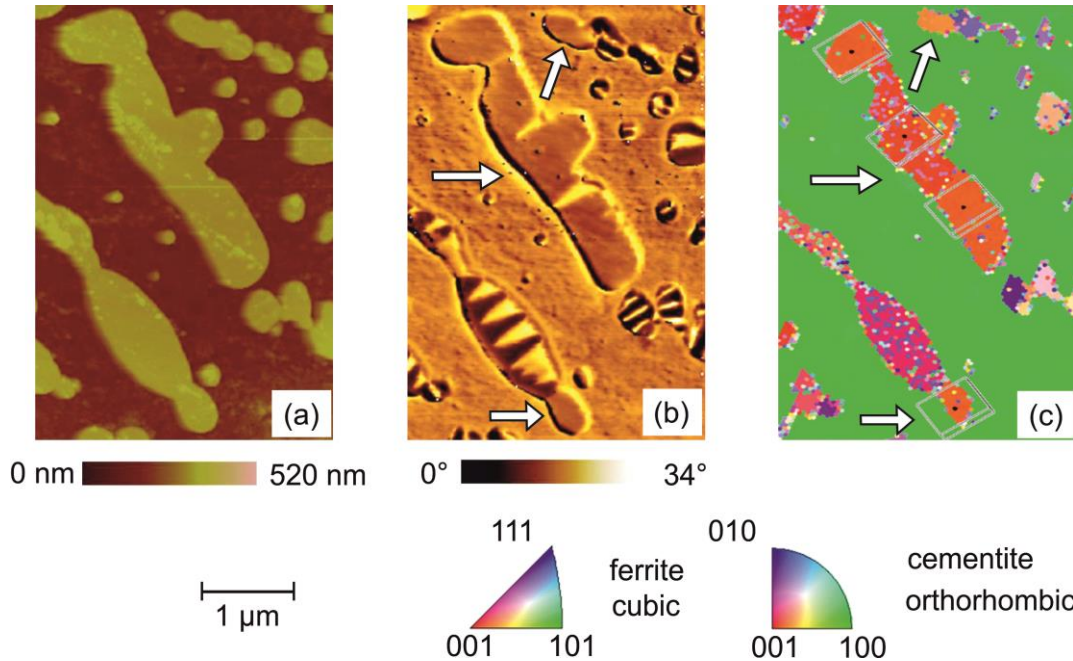 (a)
(b)
(c)
0 nm
520 nm
0°
34°
1 µm
111
ferrite
cubic
001
101
010
cementite
orthorhombic
001
100